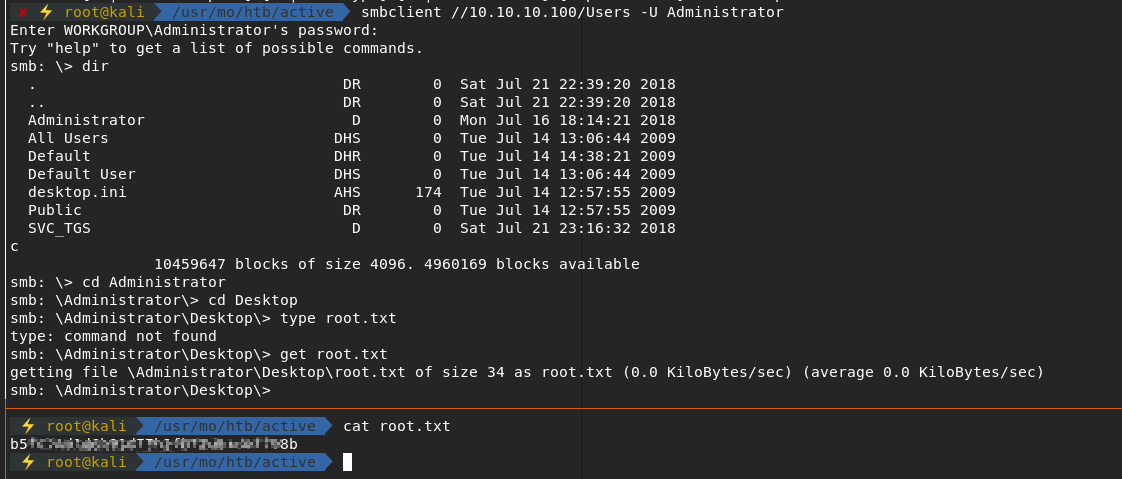 ✘ ⚡ root@kali /usr/mo/htb/active smbclient //10.10.10.100/Users -U Administrator
Enter WORKGROUP\Administrator's password:
Try "help" to get a list of possible commands.
smb: \> dir
. DR 0 Sat Jul 21 22:39:20 2018
.. DR 0 Sat Jul 21 22:39:20 2018
Administrator D 0 Mon Jul 16 18:14:21 2018
All Users DHS 0 Tue Jul 14 13:06:44 2009
Default DHR 0 Tue Jul 14 14:38:21 2009
Default User DHS 0 Tue Jul 14 13:06:44 2009
desktop.ini AHS 174 Tue Jul 14 12:57:55 2009
Public DR 0 Tue Jul 14 12:57:55 2009
SVC_TGS D 0 Sat Jul 21 23:16:32 2018
c
10459647 blocks of size 4096. 4960169 blocks available
smb: \> cd Administrator
smb: \Administrator\> cd Desktop
smb: \Administrator\Desktop\> type root.txt
type: command not found
smb: \Administrator\Desktop\> get root.txt
getting file \Administrator\Desktop\root.txt of size 34 as root.txt (0.0 KiloBytes/sec) (average 0.0 KiloBytes/sec)
smb: \Administrator\Desktop\>
⚡ root@kali /usr/mo/htb/active cat root.txt
b5 8b
⚡ root@kali /usr/mo/htb/active